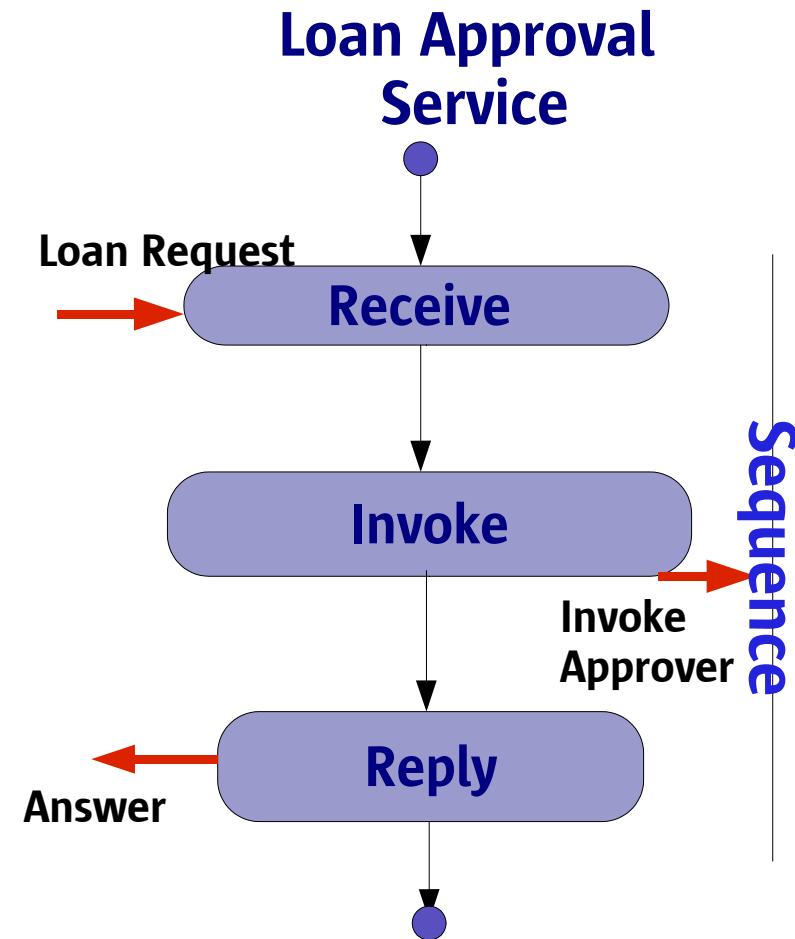 Loan Approval
Service
Loan Request
Receive
Invoke
Sequence
Invoke
Approver
Reply
Answer